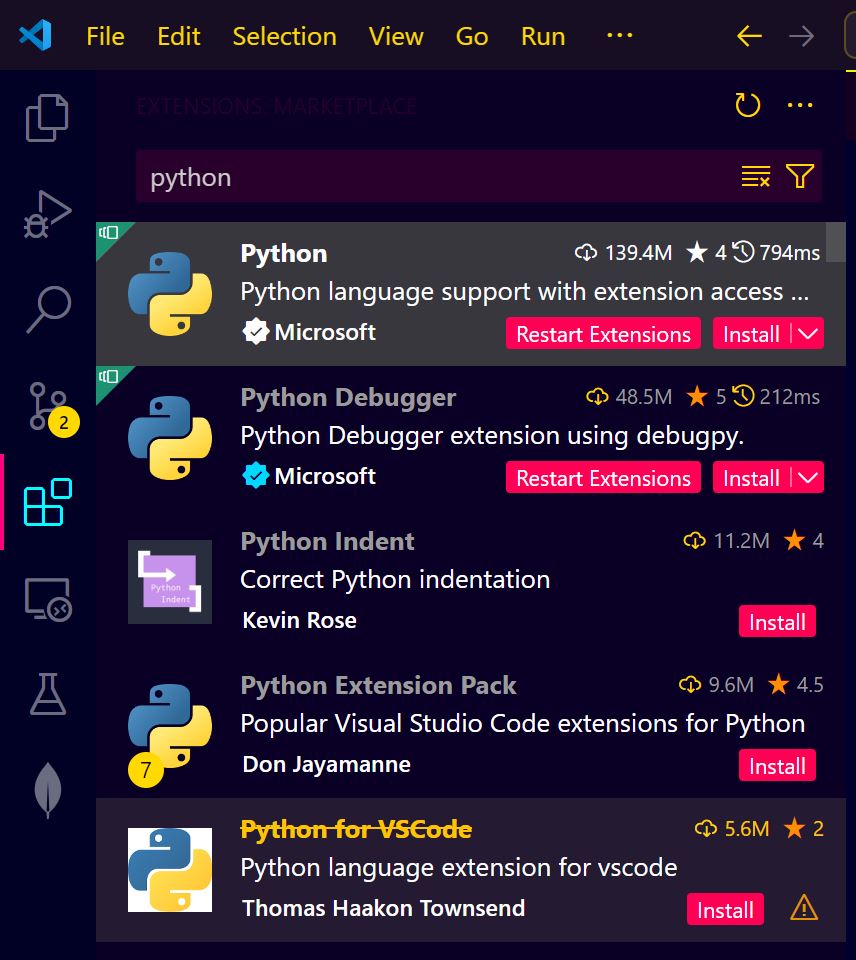 File Edit Selection View Go Run ...
EXTENSIONS: MARKETPLACE
python
Python 139.4M 4 794ms
Python language support with extension access ...
Microsoft Restart Extensions Install
2
Python Debugger 48.5M 5 212ms
Python Debugger extension using debugpy.
Microsoft Restart Extensions Install
Python Indent 11.2M 4
Python Indent
Correct Python indentation
Kevin Rose Install
Python Extension Pack 9.6M 4.5
Popular Visual Studio Code extensions for Python
7 Don Jayamanne Install
Python for VSCode 5.6M 2
Python language extension for vscode
Thomas Haakon Townsend Install